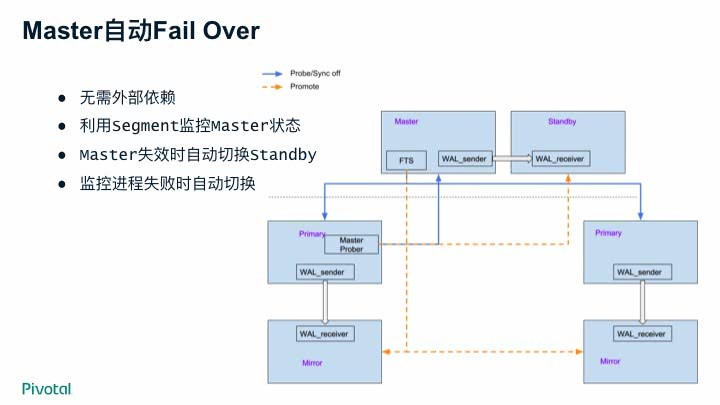 Master自动Fail Over
● 无需外部依赖
● 利用Segment监控Master状态
● Master失效时自动切换Standby
● 监控进程失败时自动切换
Probe/Sync off
Promote
Master
Standby
FTS
WAL_sender
WAL_receiver
Primary
Master
Prober
WAL_sender
Primary
WAL_sender
WAL_receiver
Mirror
WAL_receiver
Mirror
Pivotal